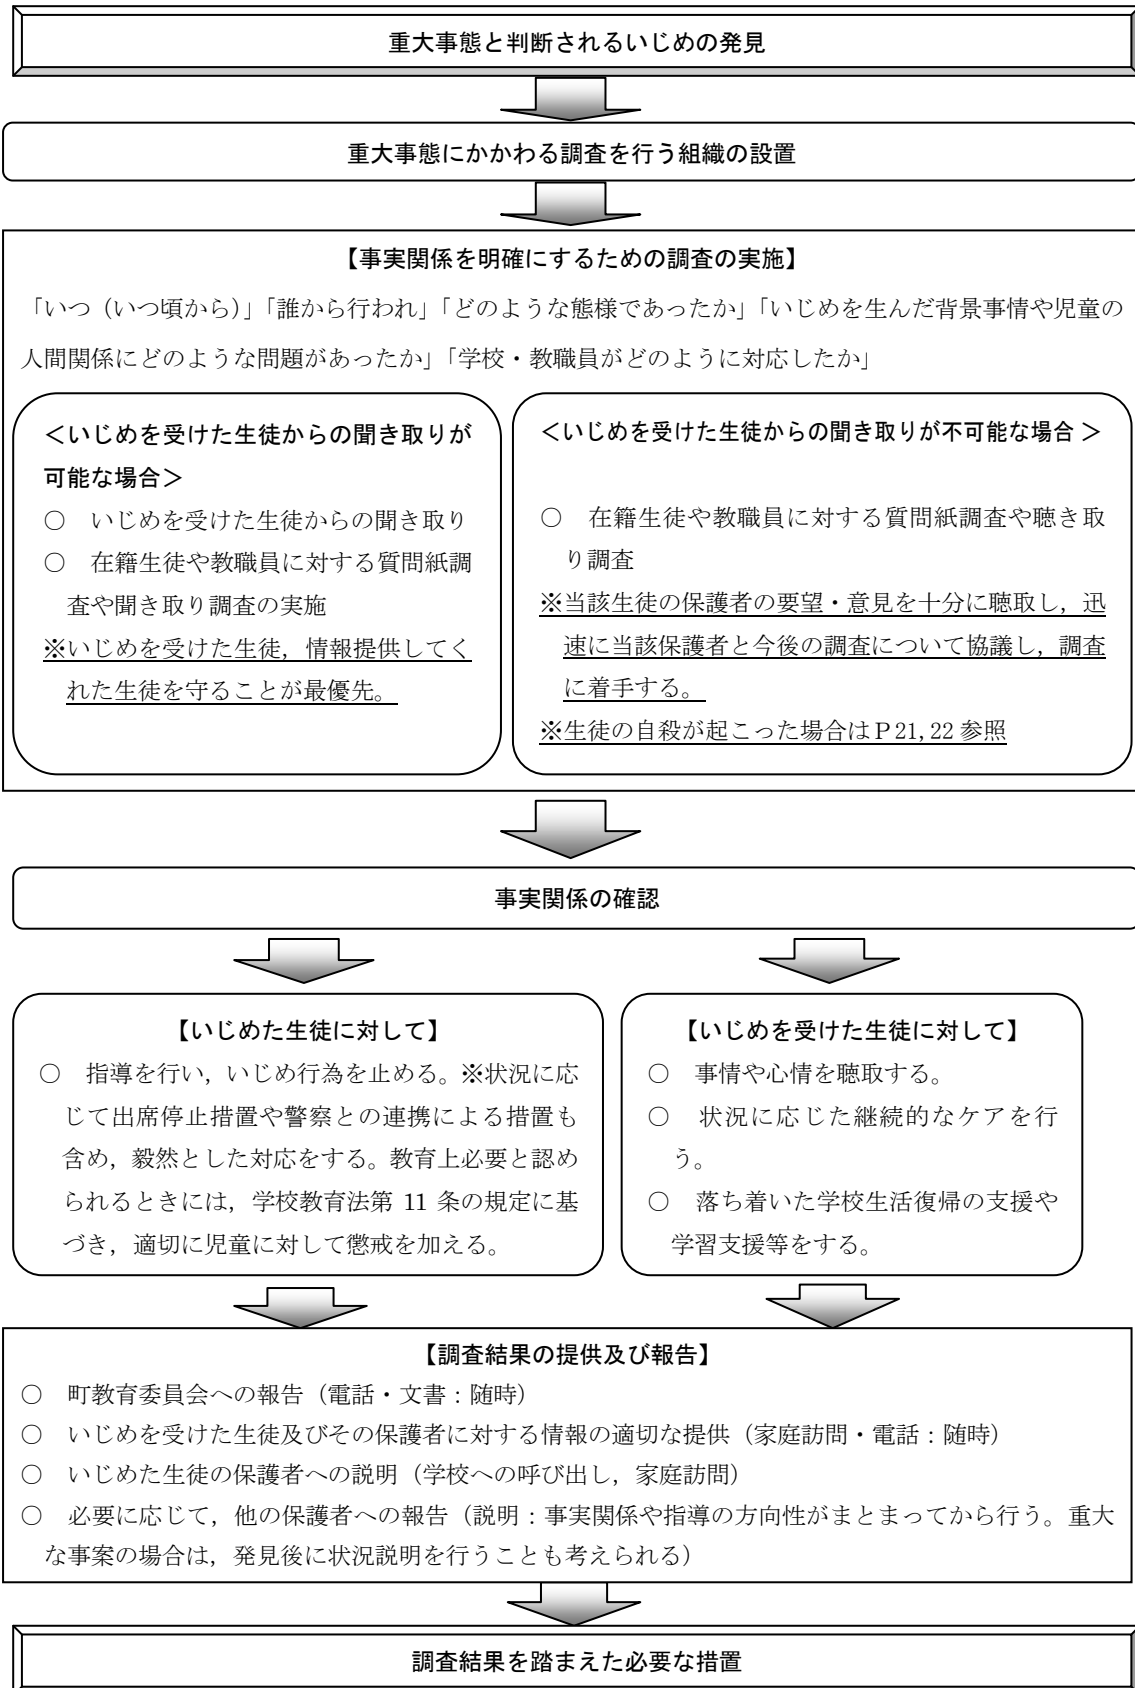 重大事態と判断されるいじめの発見
重大事態にかかわる調査を行う組織の設置
【事実関係を明確にするための調査の実施】
「いつ（いつ頃から）」「誰から行われ」「どのような態様であったか」「いじめを生んだ背景事情や児童の
人間関係にどのような問題があったか」「学校・教職員がどのように対応したか」
＜いじめを受けた生徒からの聞き取りが
可能な場合＞
○　いじめを受けた生徒からの聞き取り
○　在籍生徒や教職員に対する質問紙調
査や聞き取り調査の実施
※いじめを受けた生徒，情報提供してく
れた生徒を守ることが最優先。
＜いじめを受けた生徒からの聞き取りが不可能な場合 ＞
○　在籍生徒や教職員に対する質問紙調査や聴き取
り調査
※当該生徒の保護者の要望・意見を十分に聴取し，迅
速に当該保護者と今後の調査について協議し，調査
に着手する。
※生徒の自殺が起こった場合はＰ21,22 参照
事実関係の確認
【いじめた生徒に対して】
○　指導を行い，いじめ行為を止める。※状況に応
じて出席停止措置や警察との連携による措置も
含め，毅然とした対応をする。教育上必要と認め
られるときには，学校教育法第 11 条の規定に基
づき，適切に児童に対して懲戒を加える。
【いじめを受けた生徒に対して】
○　事情や心情を聴取する。
○　状況に応じた継続的なケアを行
う。
○　落ち着いた学校生活復帰の支援や
学習支援等をする。
【調査結果の提供及び報告】
○　町教育委員会への報告（電話・文書：随時）
○　いじめを受けた生徒及びその保護者に対する情報の適切な提供（家庭訪問・電話：随時）
○　いじめた生徒の保護者への説明（学校への呼び出し，家庭訪問）
○　必要に応じて，他の保護者への報告（説明：事実関係や指導の方向性がまとまってから行う。重大
な事案の場合は，発見後に状況説明を行うことも考えられる）
調査結果を踏まえた必要な措置